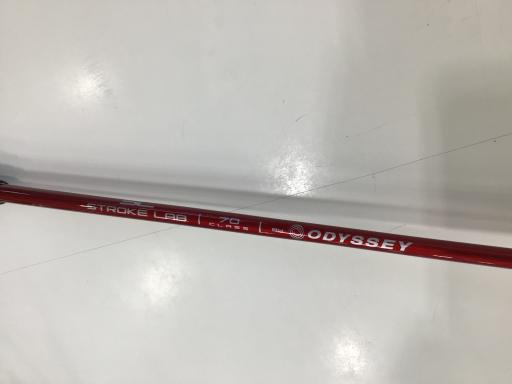 STROKE LAB 70 ODYSSEY
CLASS